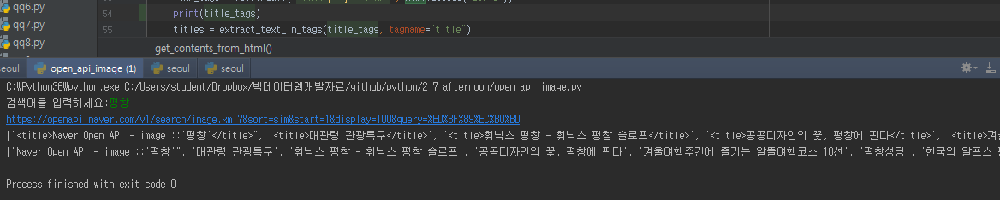 qq6.py
qq7.py
qq8.py
54 print(title_tags)
55 titles = extract_text_in_tags(title_tags, tagname="title")
get_contents_from_html()
seoul open_api_image (1) seoul seoul
C:\Python36\python.exe C:/Users/student/Dropbox/빅데이터웹개발자료/github/python/2_7_afternoon/open_api_image.py
검색어를 입력하세요:평창
https://openapi.naver.com/v1/search/image.xml?&sort=sim&start=1&display=100&query=%ED%8F%89%EC%B0%BD
["<title>Naver Open API - image ::'평창'</title>", '<title>대관령 관광특구</title>', '<title>휘닉스 평창 - 휘닉스 평창 슬로프</title>', '<title>공공디자인의 꽃, 평창에 핀다</title>', '<title>겨울
["Naver Open API - image ::'평창'", '대관령 관광특구', '휘닉스 평창 - 휘닉스 평창 슬로프', '공공디자인의 꽃, 평창에 핀다', '겨울여행주간에 즐기는 알뜰여행코스 10선', '평창성당', '한국의 알프스
Process finished with exit code 0